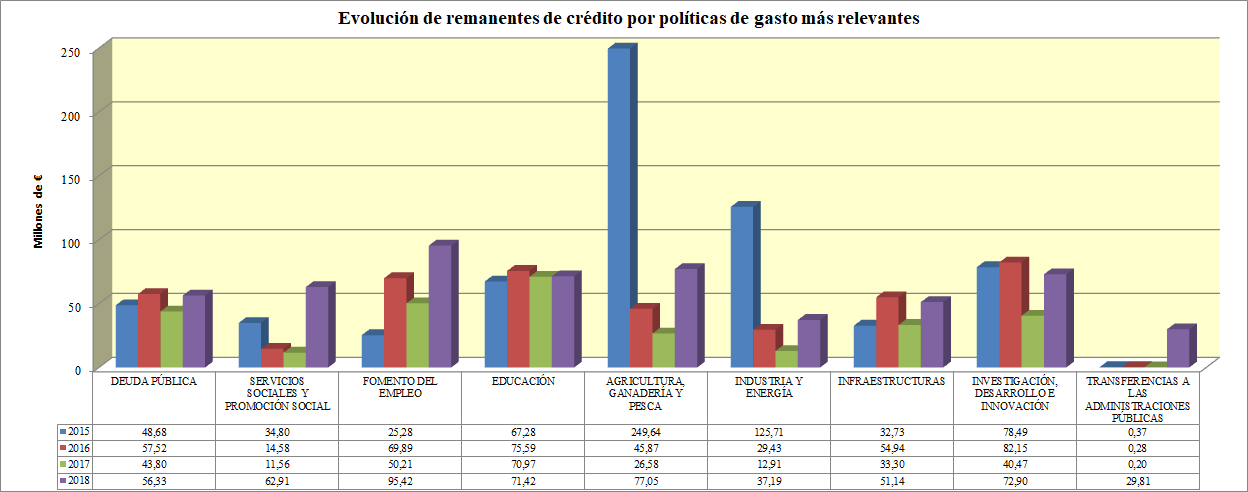 Evolución de remanentes de crédito por políticas de gasto más relevantes
Millones de €
250
200
150
100
50
0
DEUDA PÚBLICA
SERVICIOS
SOCIALES Y
PROMOCIÓN SOCIAL
FOMENTO DEL
EMPLEO
EDUCACIÓN
AGRICULTURA,
GANADERÍA Y
PESCA
INDUSTRIA Y
ENERGÍA
INFRAESTRUCTURAS
INVESTIGACIÓN,
DESARROLLO E
INNOVACIÓN
TRANSFERENCIAS A
LAS
ADMINISTRACIONES
PÚBLICAS
2015 48,68 34,80 25,28 67,28 249,64 125,71 32,73 78,49 0,37
2016 57,52 14,58 69,89 75,59 45,87 29,43 54,94 82,15 0,28
2017 43,80 11,56 50,21 70,97 26,58 12,91 33,30 40,47 0,20
2018 56,33 62,91 95,42 71,42 77,05 37,19 51,14 72,90 29,81